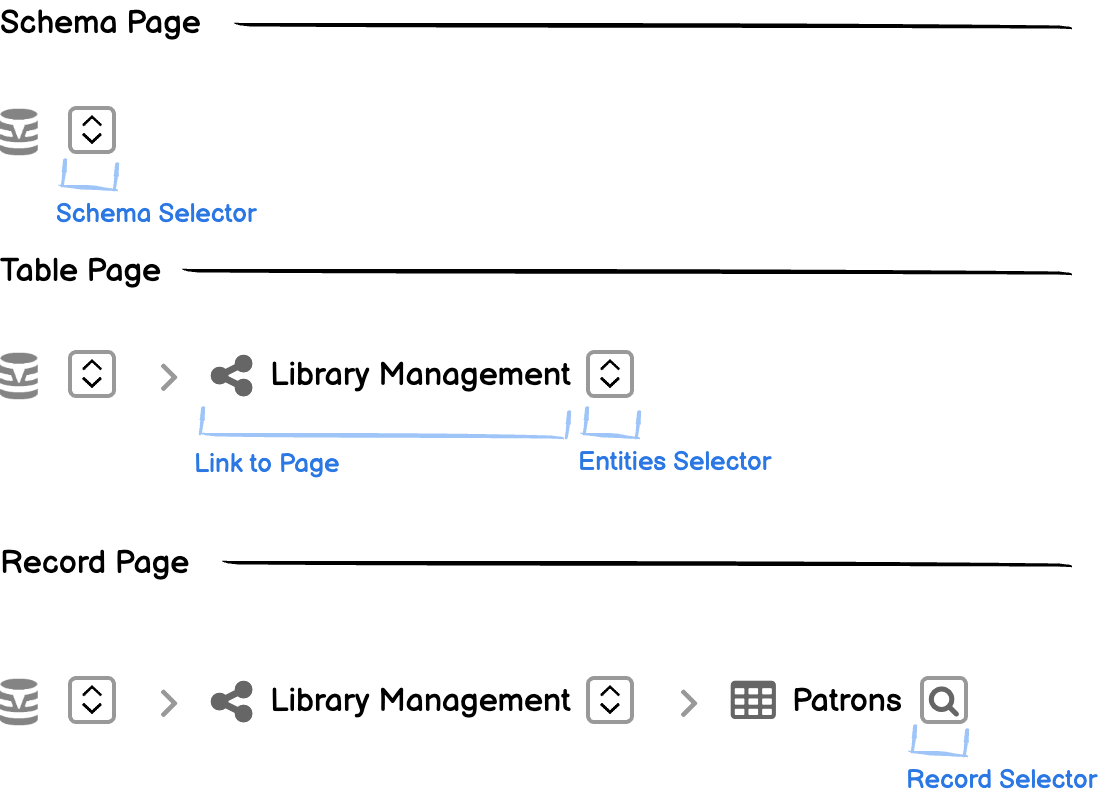 Schema Page
Schema Selector
Table Page
Library Management
Link to Page
Entities Selector
Record Page
Library Management
Patrons
Record Selector